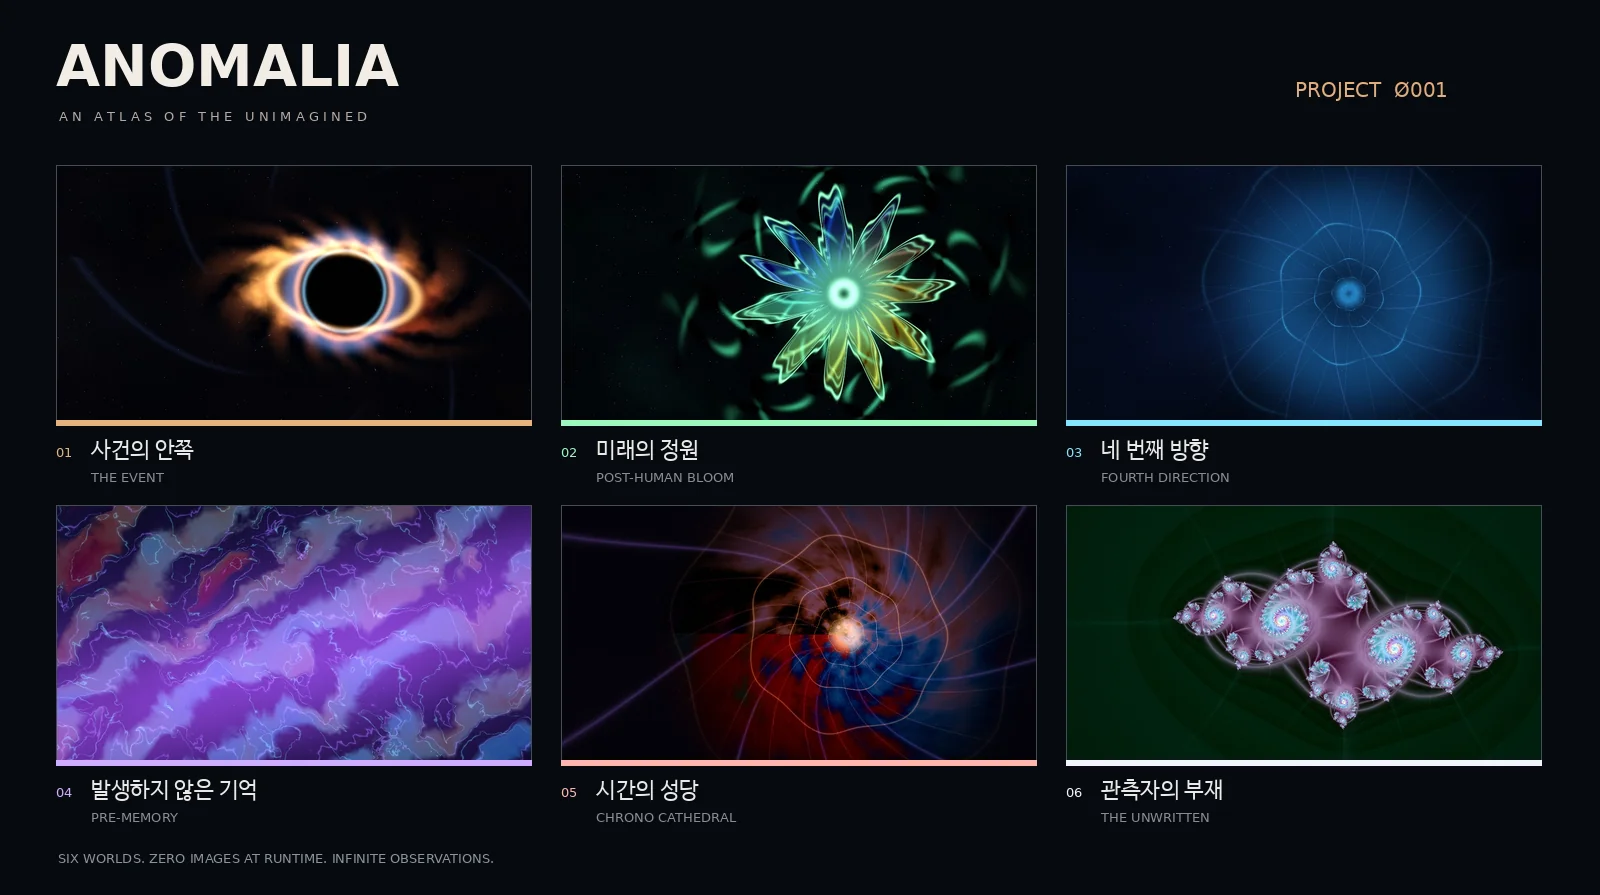 ANOMALIA
AN ATLAS OF THE UNIMAGINED
PROJECT Ø001
01 사건의 안쪽
THE EVENT
02 미래의 정원
POST-HUMAN BLOOM
03 네 번째 방향
FOURTH DIRECTION
04 발생하지 않은 기억
PRE-MEMORY
05 시간의 성당
CHRONO CATHEDRAL
06 관측자의 부재
THE UNWRITTEN
SIX WORLDS. ZERO IMAGES AT RUNTIME. INFINITE OBSERVATIONS.